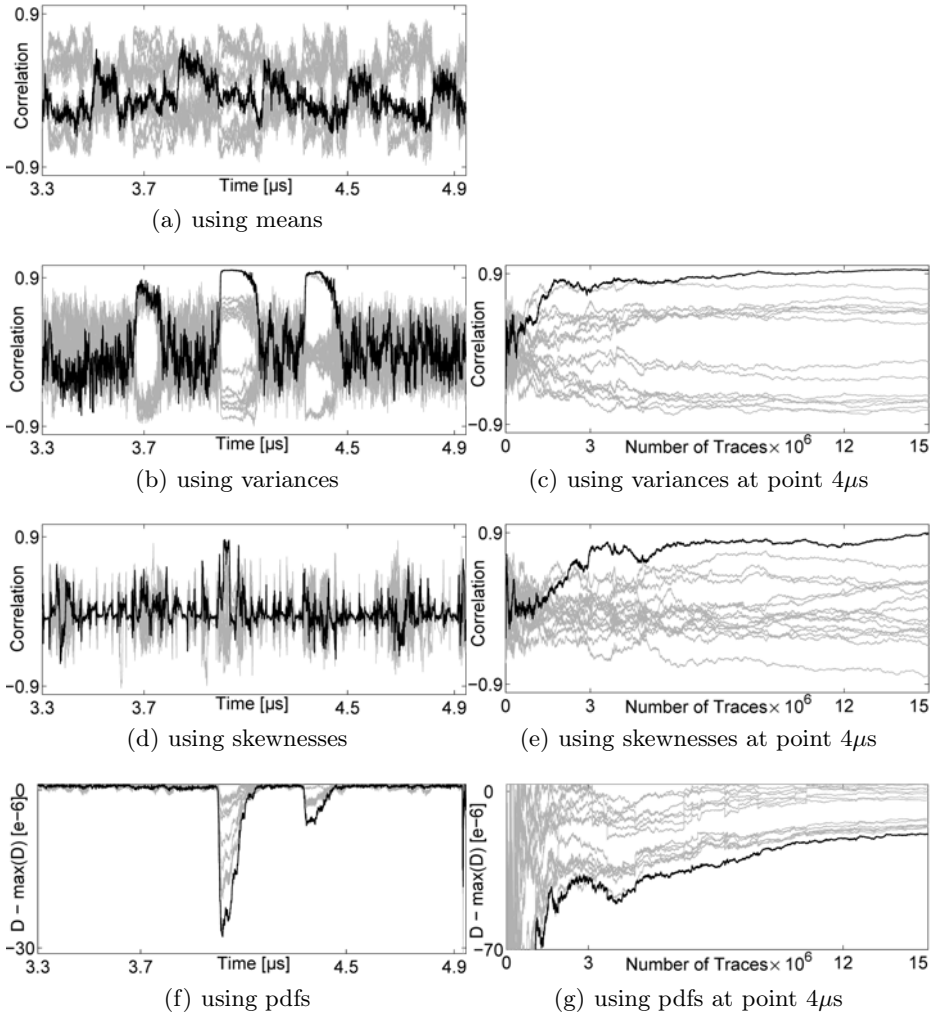 0.9
Correlation
−0.9
3.3
3.7
Time [µs]
4.5
4.9
(a) using means
0.9
Correlation
−0.9
3.3
3.7
Time [µs]
4.5
4.9
(b) using variances
0.9
Correlation
−0.9
0
3
Number of Traces× 10^6
12
15
(c) using variances at point 4µs
0.9
Correlation
−0.9
3.3
3.7
Time [µs]
4.5
4.9
(d) using skewnesses
0.9
Correlation
−0.9
0
3
Number of Traces× 10^6
12
15
(e) using skewnesses at point 4µs
0
D − max(D) [e−6]
−30
3.3
3.7
Time [µs]
4.5
4.9
(f) using pdfs
0
D − max(D) [e−6]
−70
0
3
Number of Traces× 10^6
12
15
(g) using pdfs at point 4µs